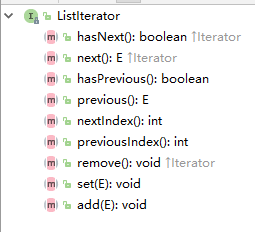 ListIterator
hasNext(): boolean ↑Iterator
next(): E ↑Iterator
hasPrevious(): boolean
previous(): E
nextIndex(): int
previousIndex(): int
remove(): void ↑Iterator
set(E): void
add(E): void